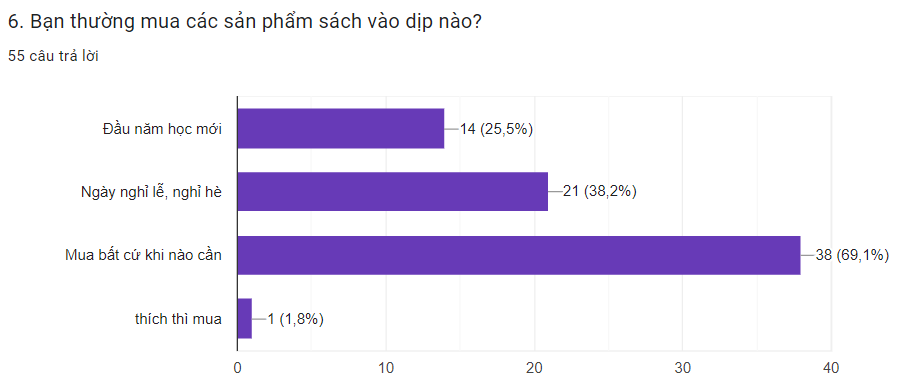 6. Bạn thường mua các sản phẩm sách vào dịp nào?
55 câu trả lời
Đầu năm học mới
14 (25,5%)
Ngày nghỉ lễ, nghỉ hè
21 (38,2%)
Mua bất cứ khi nào cần
38 (69,1%)
thích thì mua
1 (1,8%)
0 10 20 30 40